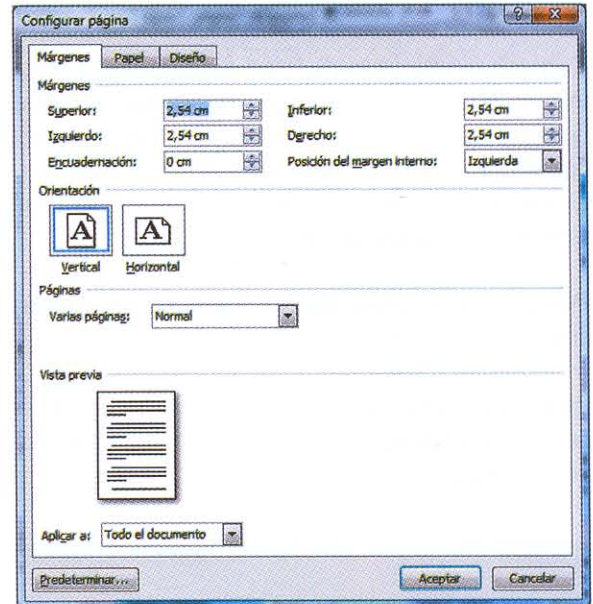 Configurar página
Márgenes Papel Diseño
Márgenes
Superior: 2,54 cm Inferior: 2,54 cm
Izquierdo: 2,54 cm Derecho: 2,54 cm
Encuadernación: 0 cm Posición del margen interno: Izquierda
Orientación
A A
Vertical Horizontal
Páginas
Varias páginas: Normal
Vista previa
Aplicar a: Todo el documento
Predeterminar... Aceptar Cancelar